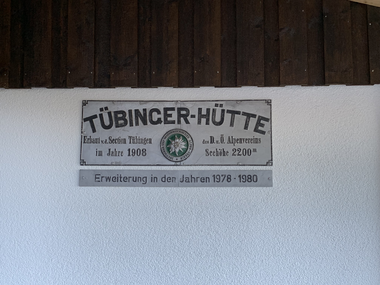 TÜBINGER-HÜTTE
Erbaut v.d. Section Tübingen des D. u. Ö. Alpenvereins
im Jahre 1908 Seehöhe 2200 m
Erweiterung in den Jahren 1978 - 1980